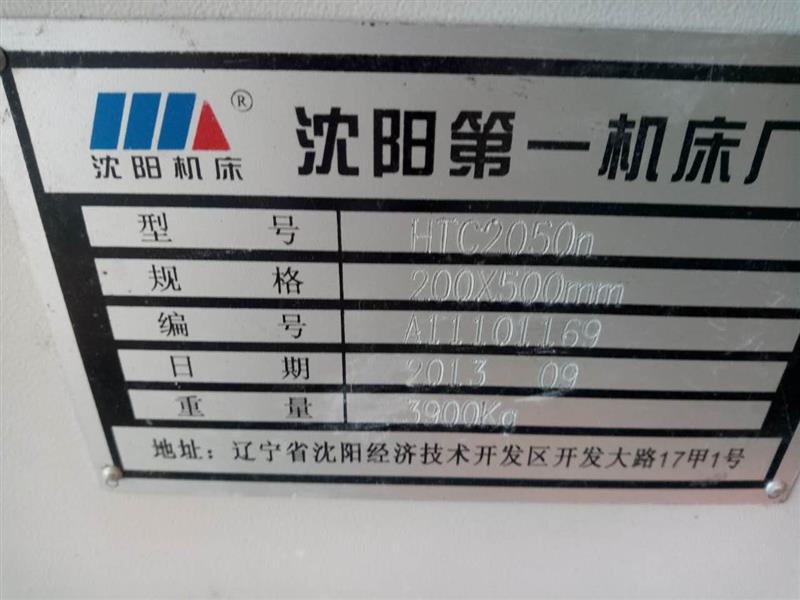 ®
沈阳机床
沈阳第一机床厂
型 号 HTC2050n
规 格 200X500mm
编 号 A11101169
日 期 2013 09
重 量 3900Kg
地址：辽宁省沈阳经济技术开发区开发大路17甲1号